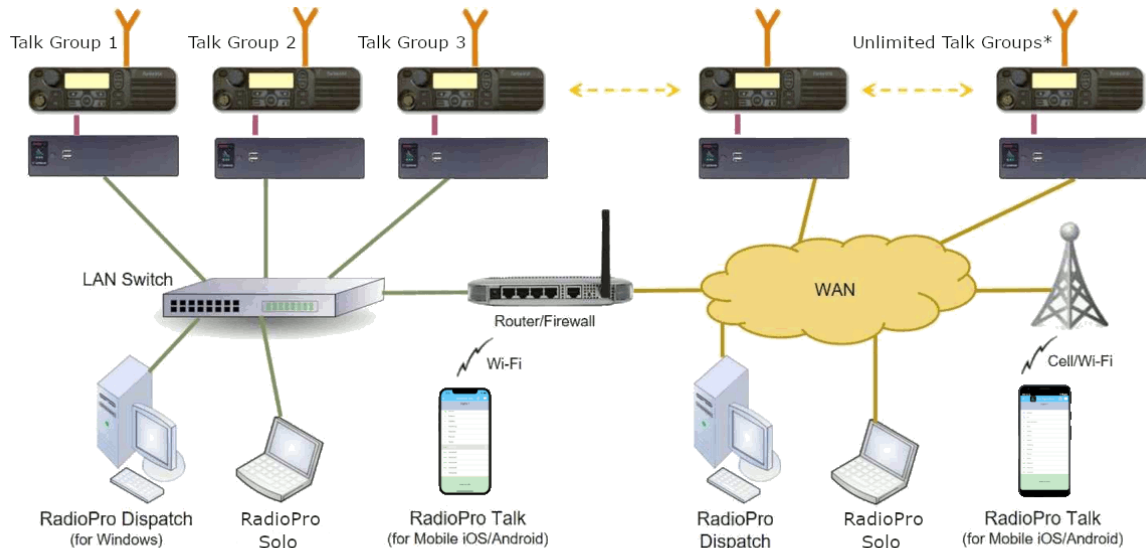 Talk Group 1
Talk Group 2
Talk Group 3
Unlimited Talk Groups*
LAN Switch
Router/Firewall
WAN
Wi-Fi
Cell/Wi-Fi
RadioPro Dispatch
(for Windows)
RadioPro
Solo
RadioPro Talk
(for Mobile iOS/Android)
RadioPro
Dispatch
RadioPro
Solo
RadioPro Talk
(for Mobile iOS/Android)